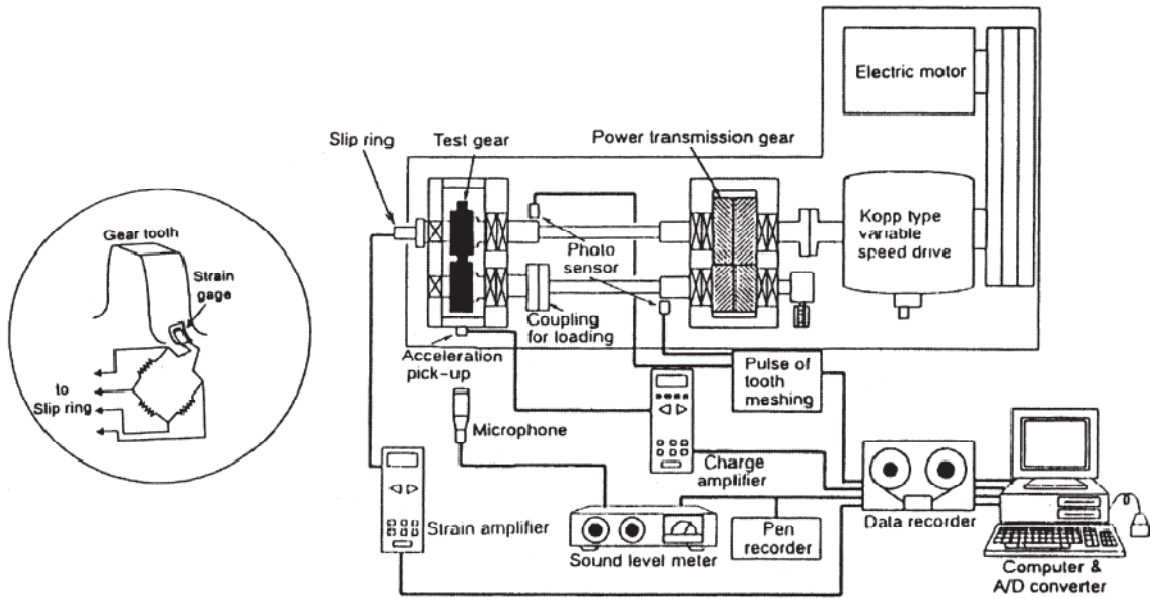 Electric motor
Power transmission gear
Slip ring
Test gear
Kopp type
variable
speed drive
Gear tooth
Photo
sensor
Strain
gage
Coupling
for loading
Acceleration
pick-up
Pulse of
tooth
meshing
to
Slip ring
Microphone
Charge
amplifier
Strain amplifier
Data recorder
Pen
recorder
Sound level meter
Computer &
A/D converter